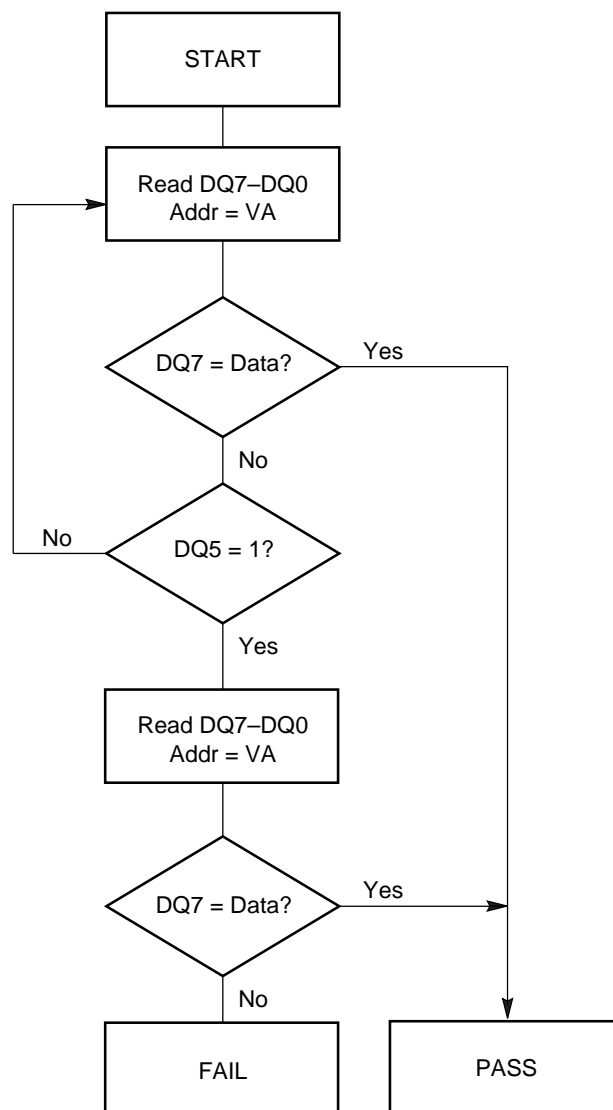 START
Read DQ7–DQ0
Addr = VA
DQ7 = Data?
Yes
No
No
DQ5 = 1?
Yes
Read DQ7–DQ0
Addr = VA
DQ7 = Data?
Yes
No
FAIL
PASS